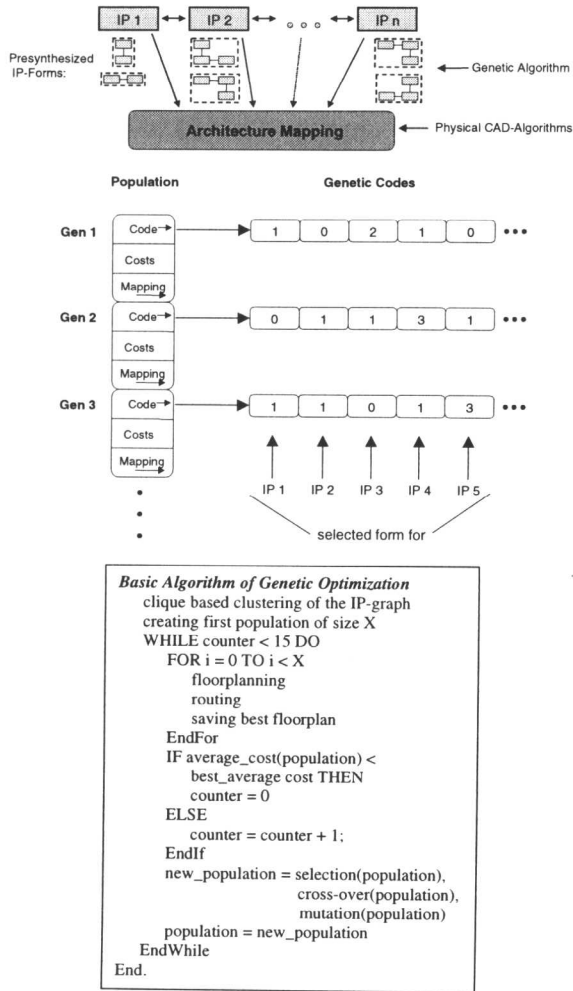 IP 1 IP 2 IP n
Presynthesized
IP-Forms:
Genetic Algorithm
Architecture Mapping
Physical CAD-Algorithms
Population Genetic Codes
Gen 1 Code 1 0 2 1 0
Costs
Mapping
Gen 2 Code 0 1 1 3 1
Costs
Mapping
Gen 3 Code 1 1 0 1 3
Costs
Mapping
IP 1 IP 2 IP 3 IP 4 IP 5
selected form for
Basic Algorithm of Genetic Optimization
clique based clustering of the IP-graph
creating first population of size X
WHILE counter < 15 DO
FOR i = 0 TO i < X
floorplanning
routing
saving best floorplan
EndFor
IF average_cost(population) <
best_average cost THEN
counter = 0
ELSE
counter = counter + 1;
EndIf
new_population = selection(population),
cross-over(population),
mutation(population)
population = new_population
EndWhile
End.